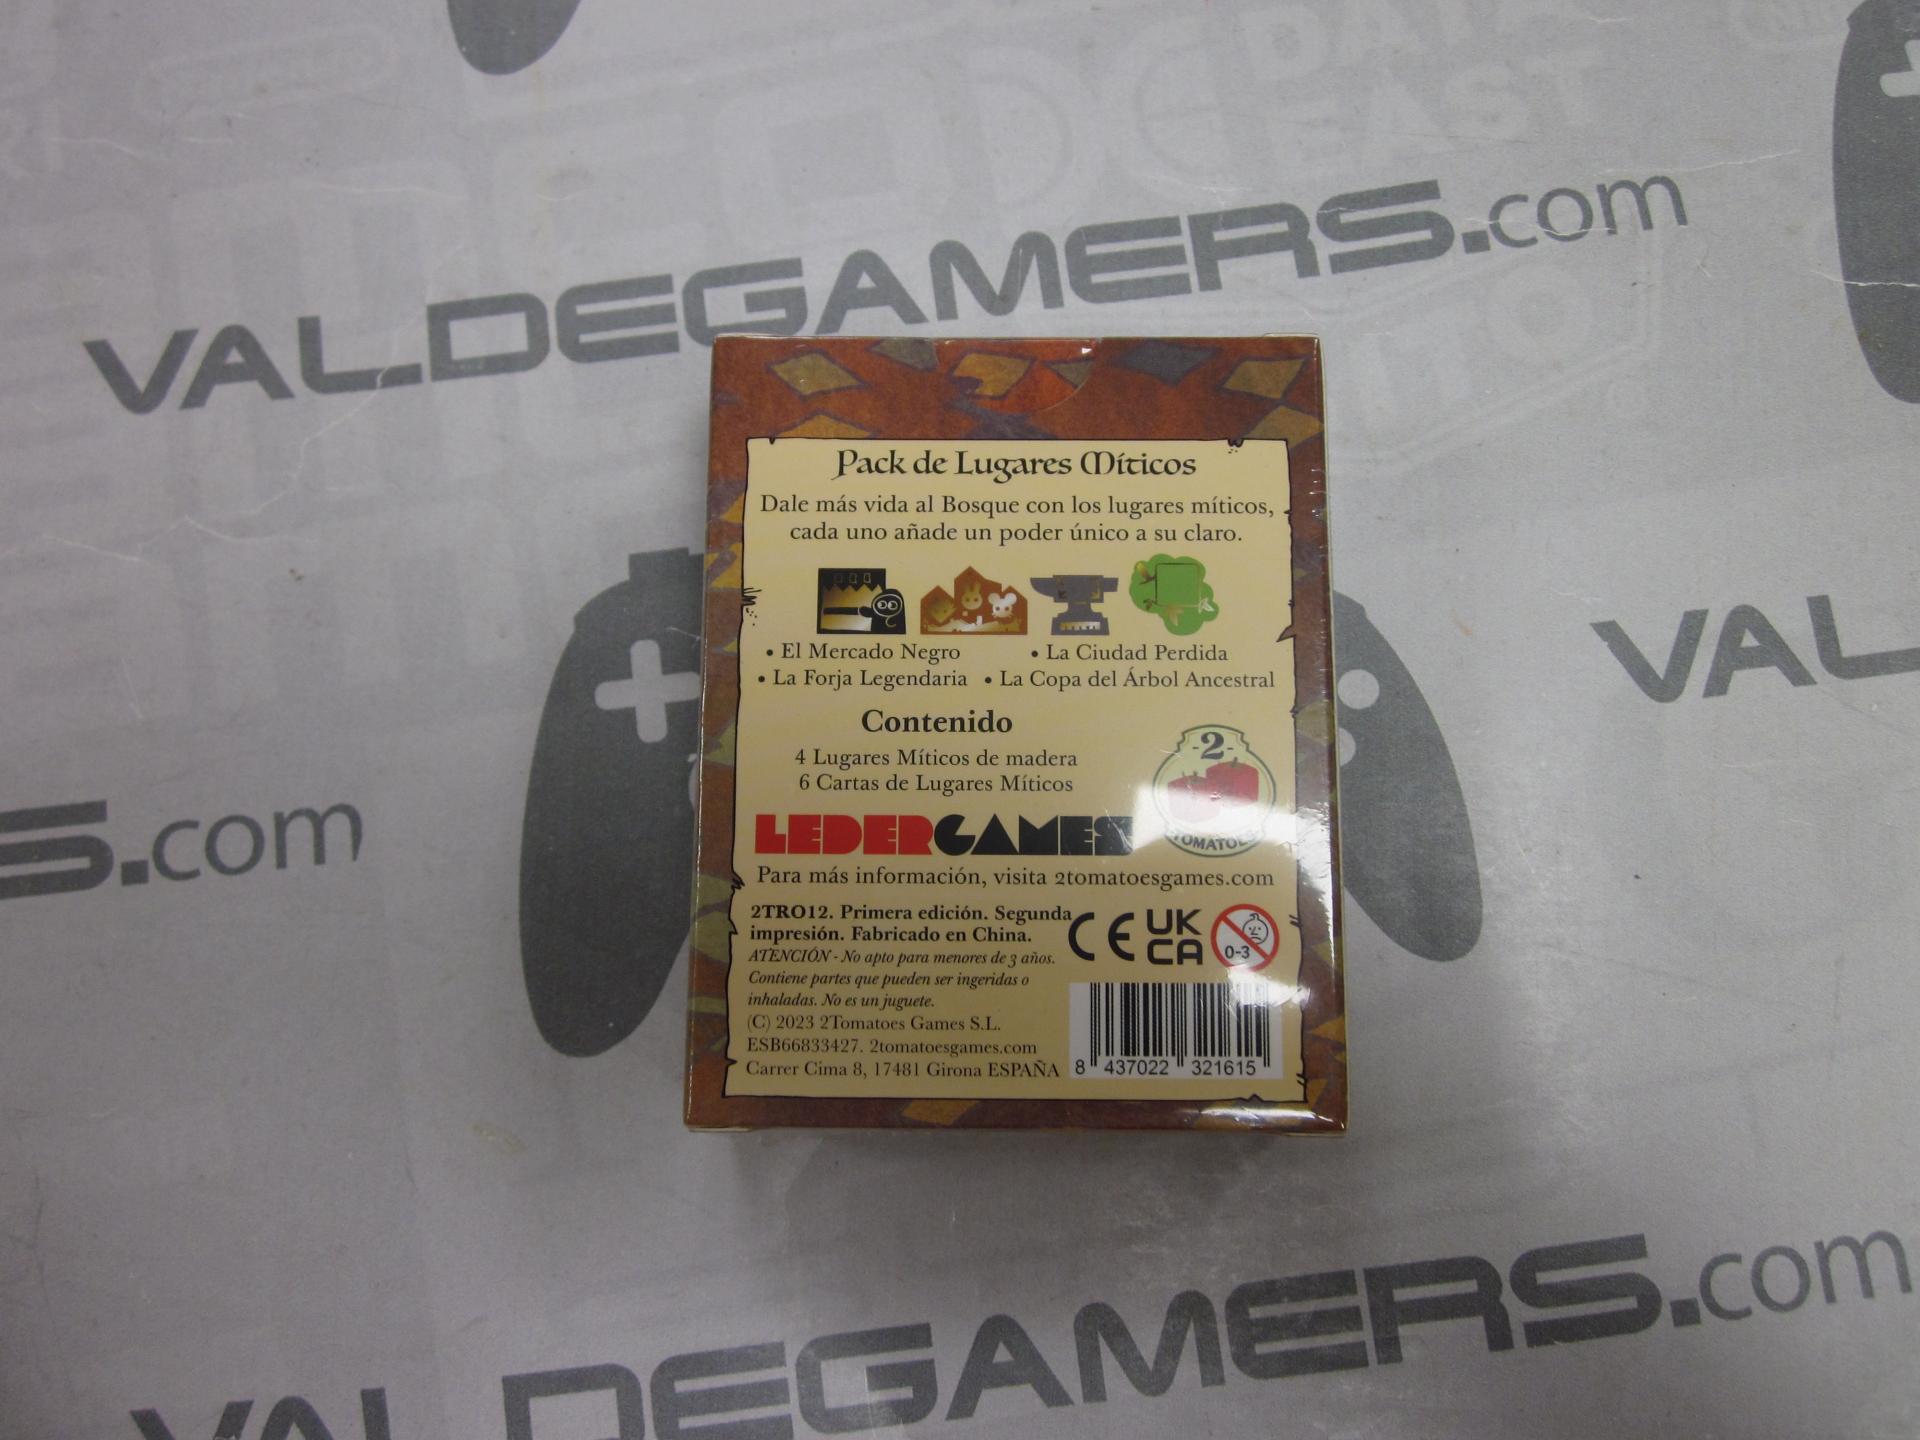 VALDEGAMERS.com
Pack de Lugares Míticos
Dale más vida al Bosque con los lugares míticos,
cada uno añade un poder único a su claro.
• El Mercado Negro • La Ciudad Perdida
• La Forja Legendaria • La Copa del Árbol Ancestral
Contenido
4 Lugares Míticos de madera
6 Cartas de Lugares Míticos
-2-
TOMATOES
LEDERGAMES
Para más información, visita 2tomatoesgames.com
2TRO12. Primera edición. Segunda
impresión. Fabricado en China.
ATENCIÓN - No apto para menores de 3 años.
Contiene partes que pueden ser ingeridas o
inhaladas. No es un juguete.
(C) 2023 2Tomatoes Games S.L.
ESB66833427. 2tomatoesgames.com
Carrer Cima 8, 17481 Girona ESPAÑA
CE
UK
CA
0-3
8 437022 321615
VAL
S.com
VALDEGAMERS.com